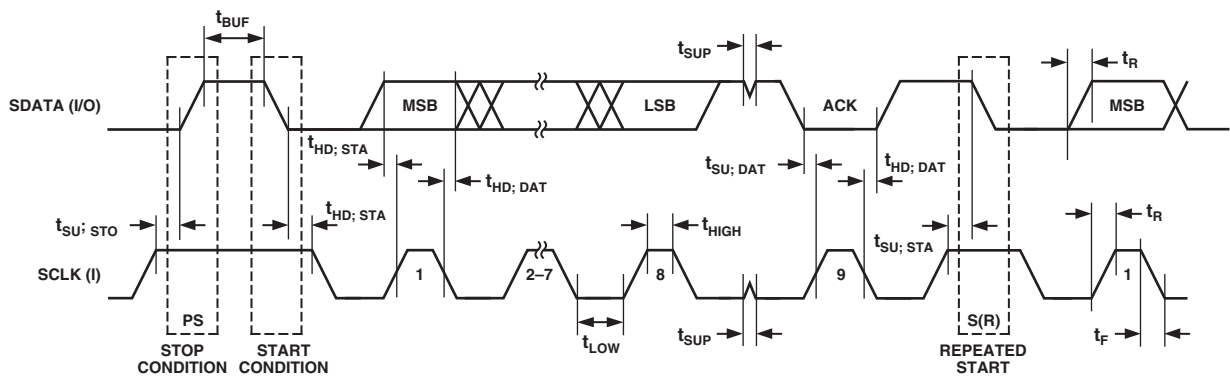 tBUF
tSUP
tR
SDATA (I/O)
MSB
LSB
ACK
MSB
tHD; STA
tHD; DAT
tSU; DAT
tHD; DAT
tSU; STO
tHD; STA
tHIGH
tSU; STA
tR
SCLK (I)
1
2–7
8
9
1
PS
S(R)
tLOW
tSUP
tF
STOP
CONDITION
START
CONDITION
REPEATED
START